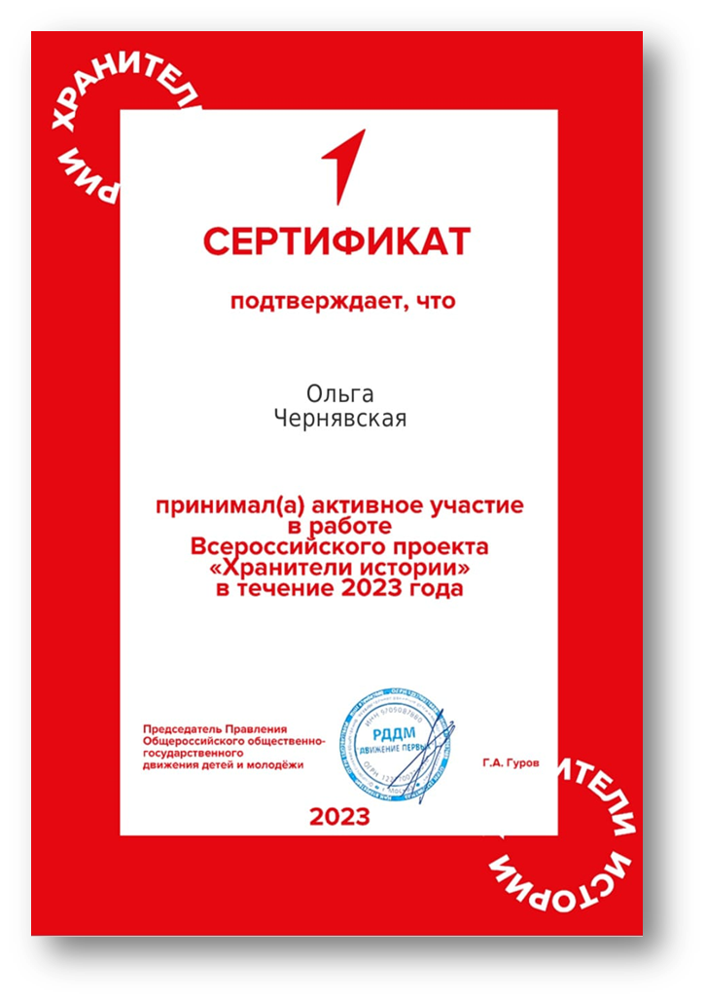 ХРАНИТЕЛИ
РИИ
СЕРТИФИКАТ
подтверждает, что
Ольга
Чернявская
принимал(а) активное участие
в работе
Всероссийского проекта
«Хранители истории»
в течение 2023 года
Председатель Правления
Общероссийского общественно-
государственного
движения детей и молодёжи
РДДМ
ДВИЖЕНИЕ ПЕРВЫХ
Г.А. Гуров
2023
ИТЕЛИ ИСТОРИИ